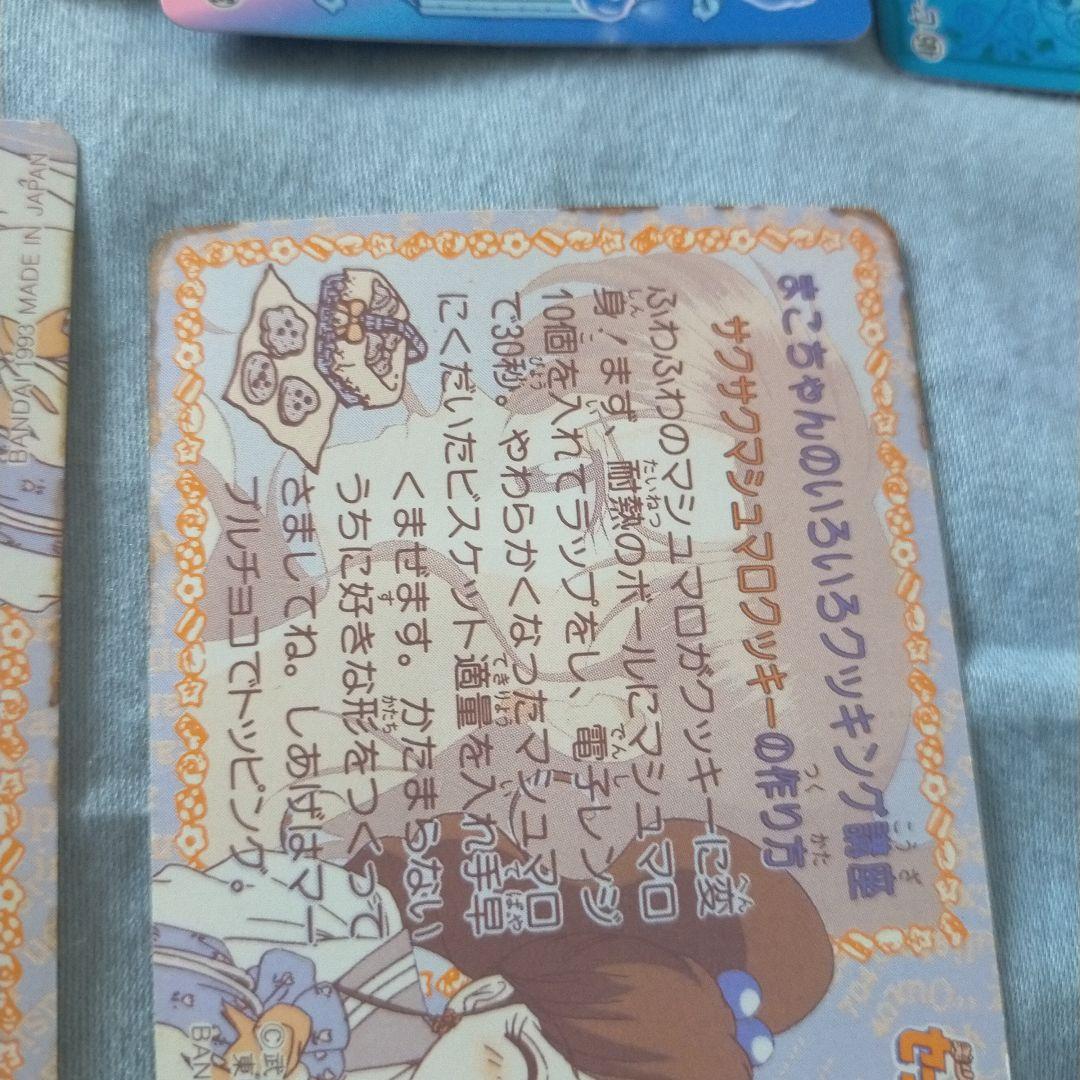 まこちゃんのいろいろクッキング講座
サクサクマシュマロクッキーの作り方
ふわふわのマシュマロがクッキーに変
身！まず、耐熱のボールにマシュマロ
10個を入れてラップをし、電子レンジ
で30秒。やわらかくなったマシュマロ
にくだいたビスケット適量を入れ手早
くまぜます。かたまらない
うちに好きな形をつくって
さましてね。しあげはマー
ブルチョコでトッピング。
BANDAI 1993 MADE IN JAPAN
©武
東
BAN
セー